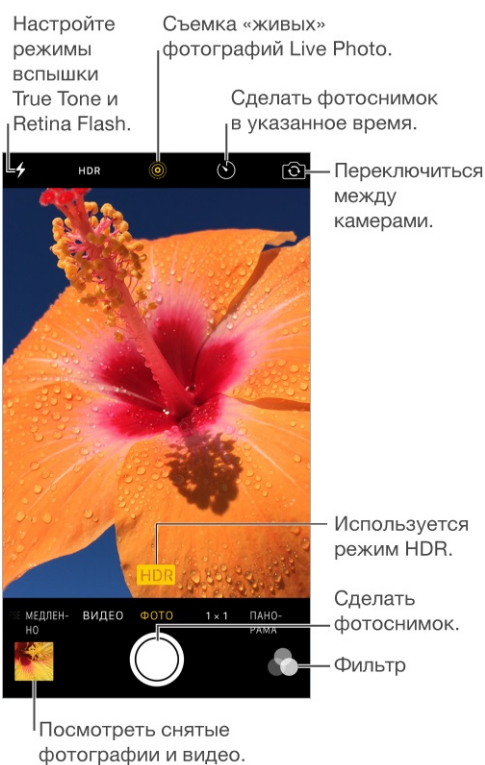 Настройте
режимы
вспышки
True Tone и
Retina Flash.
Съемка «живых»
фотографий Live Photo.
Сделать фотоснимок
в указанное время.
HDR
Переключиться
между
камерами.
Используется
режим HDR.
HDR
Сделать
фотоснимок.
МЕДЛЕН-
НО
ВИДЕО
ФОТО
1 × 1
ПАНО-
РАМА
Фильтр
Посмотреть снятые
фотографии и видео.